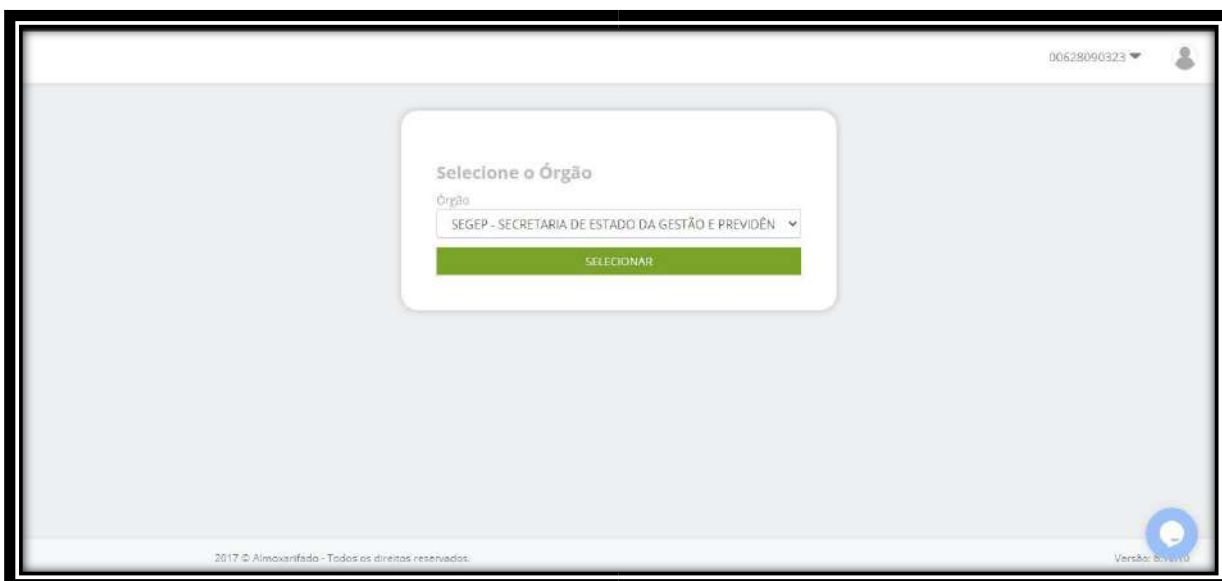 00628090323
Selecione o Órgão
Órgão
SEGEP - SECRETARIA DE ESTADO DA GESTÃO E PREVIDÊN
SELECIONAR
2017 © Almoxarifado - Todos os direitos reservados.
Versão: